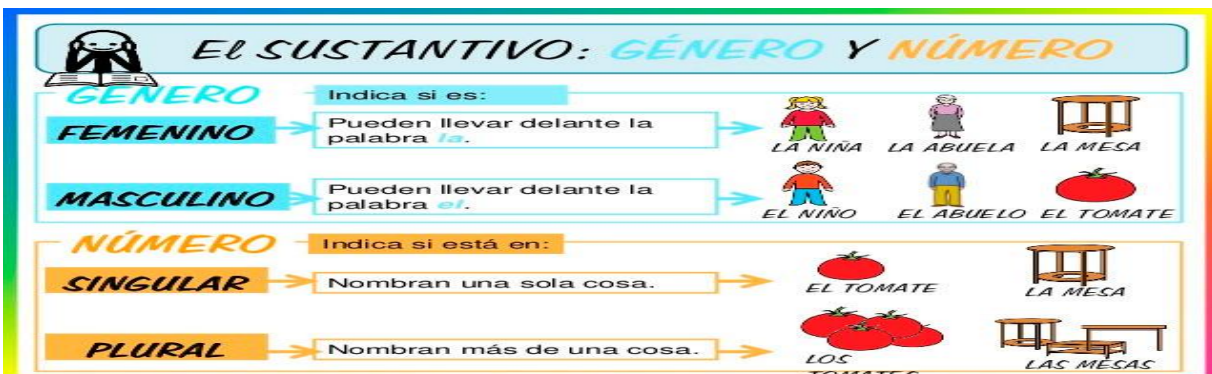 El SUSTANTIVO: GÉNERO Y NÚMERO
GÉNERO
Indica si es:
FEMENINO
Pueden llevar delante la
palabra la.
LA NIÑA
LA ABUELA
LA MESA
MASCULINO
Pueden llevar delante la
palabra el.
EL NIÑO
EL ABUELO
EL TOMATE
NÚMERO
Indica si está en:
SINGULAR
Nombran una sola cosa.
EL TOMATE
LA MESA
PLURAL
Nombran más de una cosa.
LOS
LAS MESAS